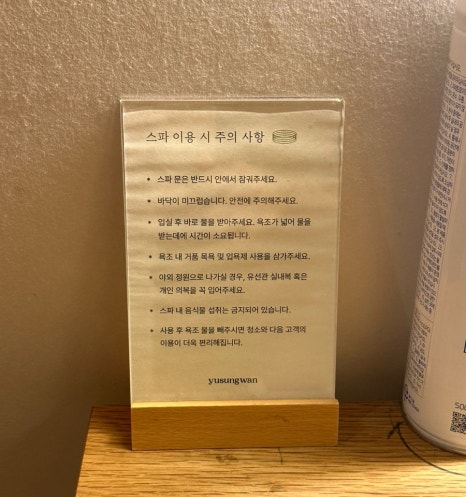 스파 이용 시 주의 사항
• 스파 문은 반드시 안에서 잠궈주세요.
• 바닥이 미끄럽습니다. 안전에 주의해주세요.
• 입실 후 바로 물을 받아주세요. 욕조가 넓어 물을
받는데에 시간이 소요됩니다.
• 욕조 내 거품 목욕 및 입욕제 사용을 삼가주세요.
• 야외 정원으로 나가실 경우, 유선관 실내복 혹은
개인 의복을 꼭 입어주세요.
• 스파 내 음식물 섭취는 금지되어 있습니다.
• 사용 후 욕조 물을 빼주시면 청소와 다음 고객의
이용이 더욱 편리해집니다.
yusungwan